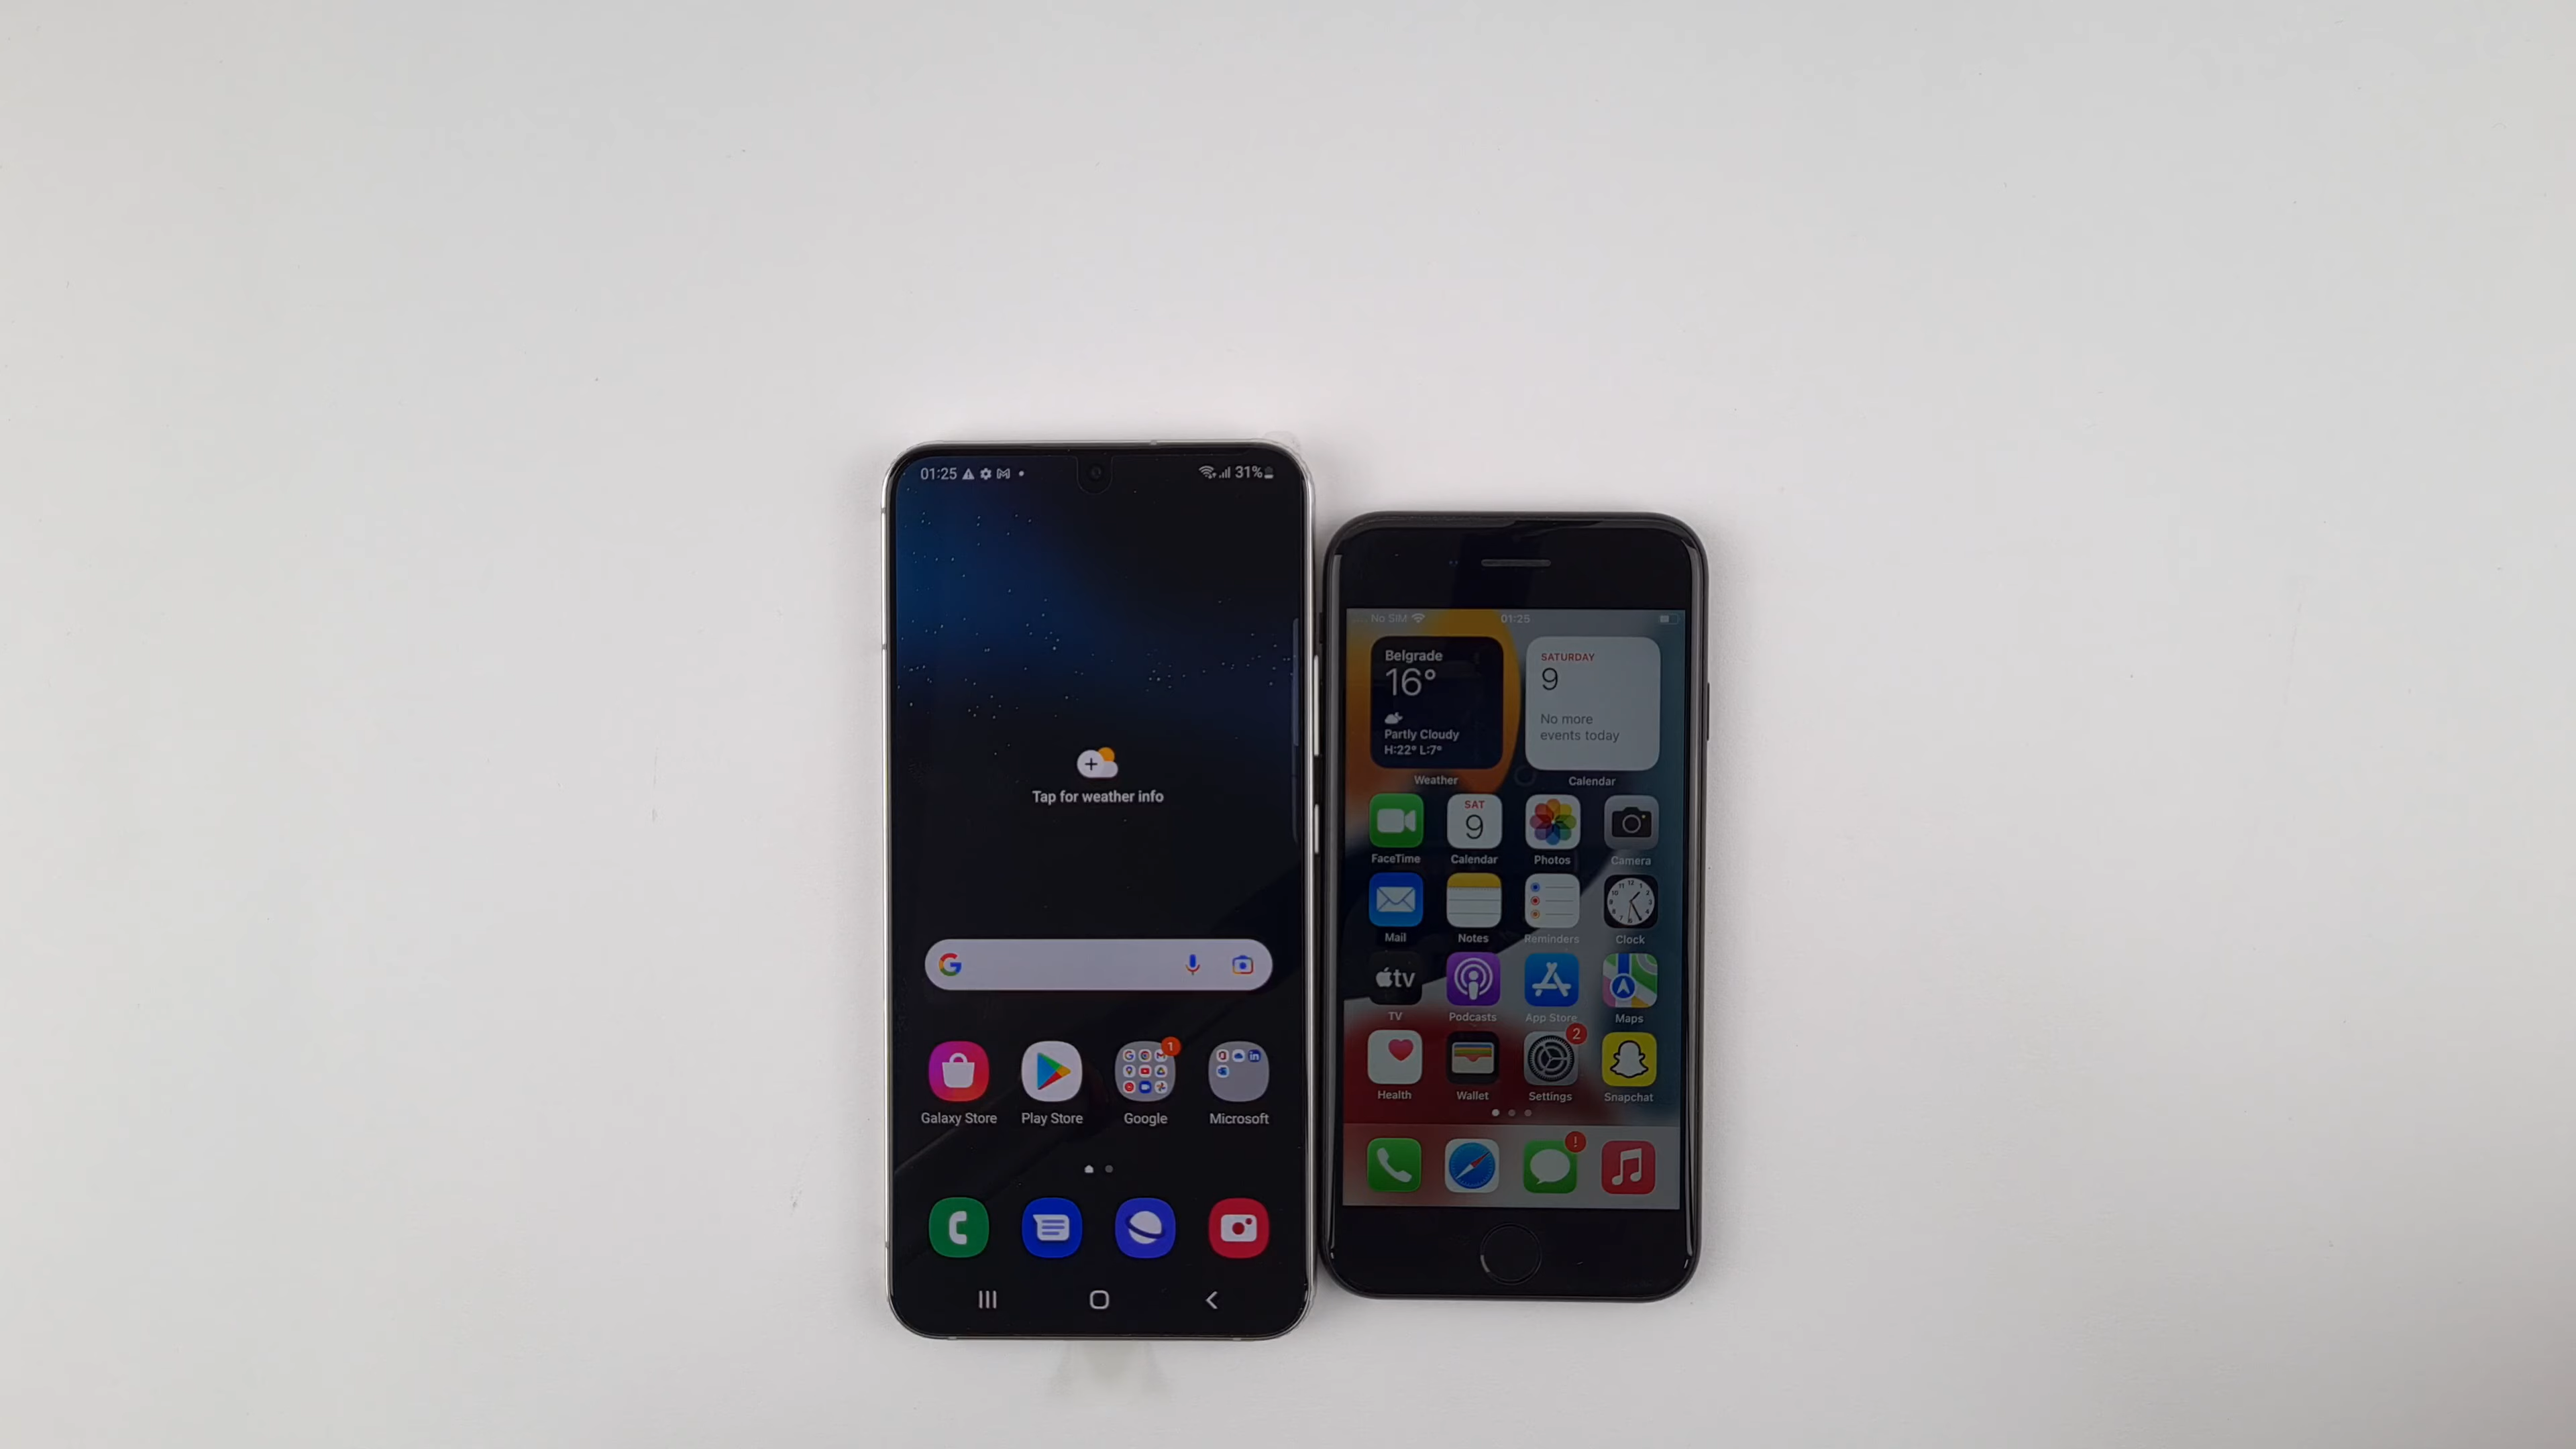 01:25
31%
Tap for weather info
Galaxy Store
Play Store
Google
1
Microsoft
No SIM
01:25
Belgrade
16°
Partly Cloudy
H:22° L:7°
Weather
SATURDAY
9
No more
events today
Calendar
FaceTime
SAT
9
Calendar
Photos
Camera
Mail
Notes
Reminders
Clock
tv
TV
Podcasts
App Store
Maps
Health
Wallet
2
Settings
Snapchat
!